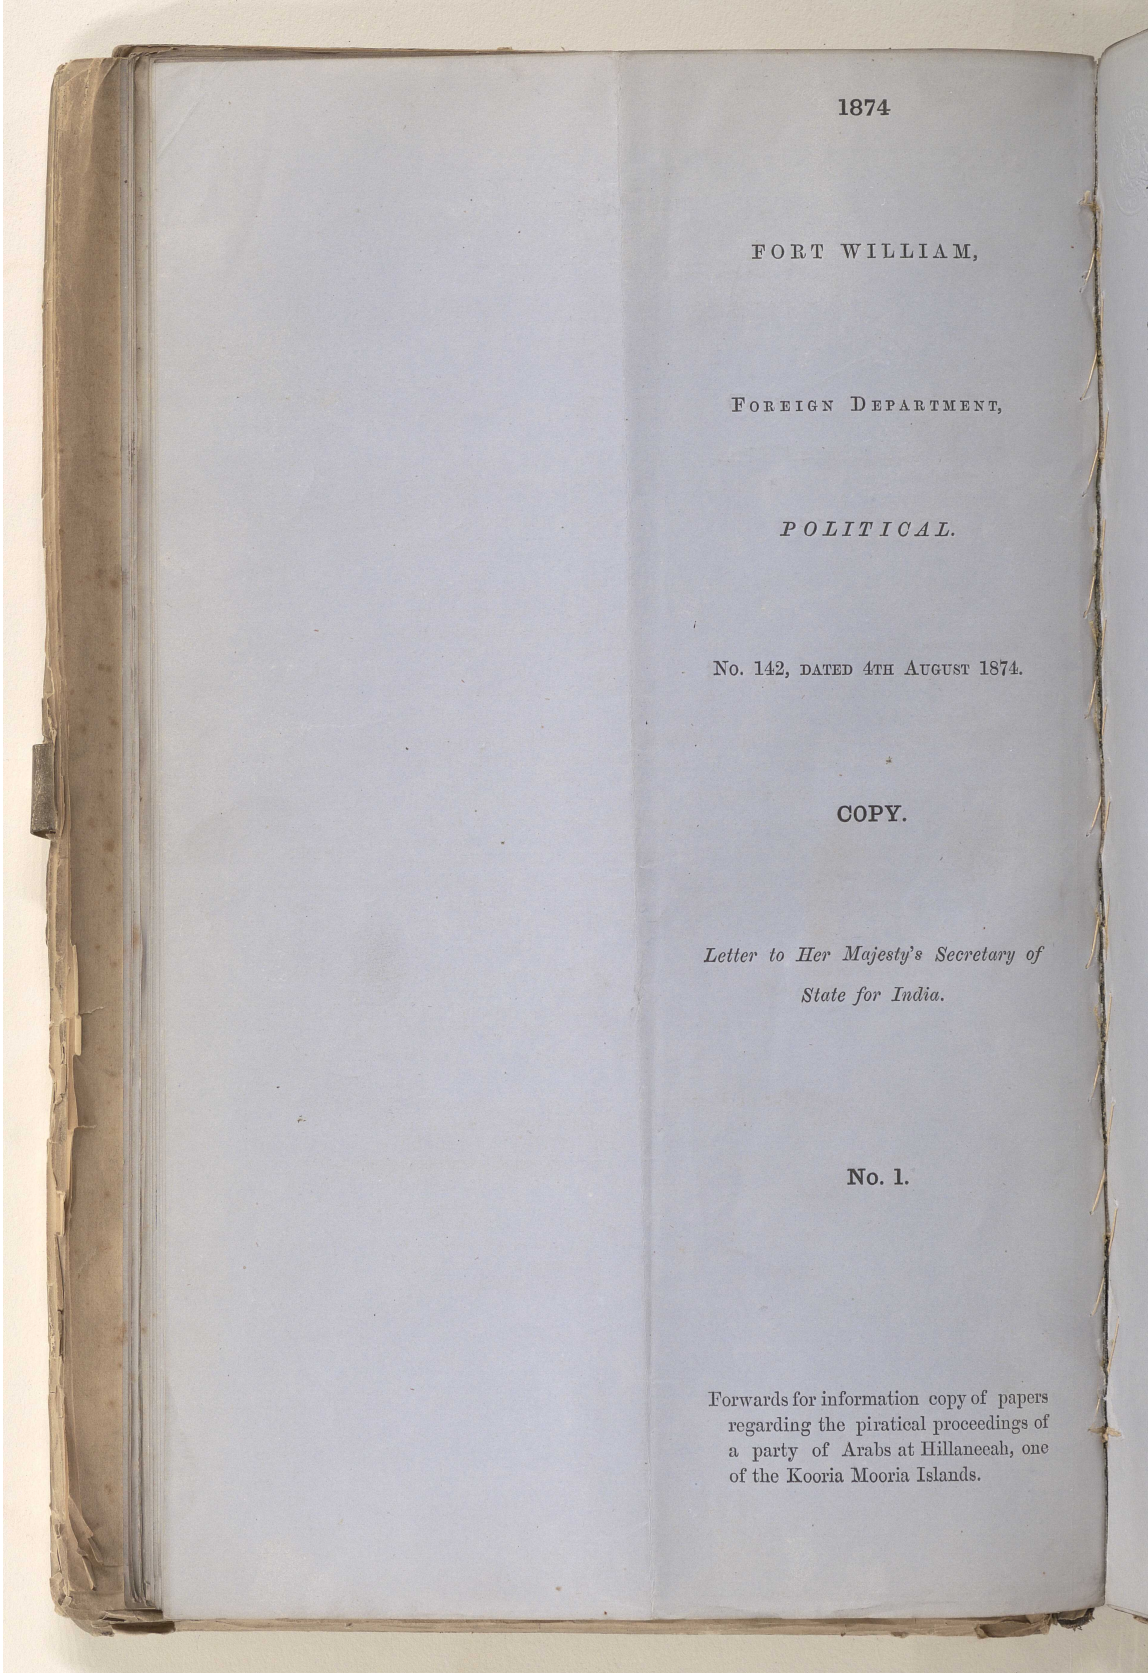 1874
FORT WILLIAM,
FOREIGN DEPARTMENT,
POLITICAL.
No. 142, DATED 4TH AUGUST 1874.
COPY.
Letter to Her Majesty's Secretary of
State for India.
No. 1.
Forwards for information copy of papers
regarding the piratical proceedings of
a party of Arabs at Hillaneeah, one
of the Kooria Mooria Islands.